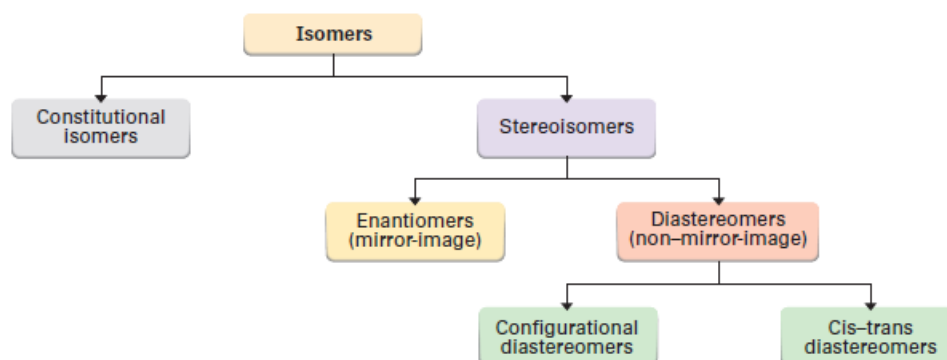 Isomers
Constitutional
isomers
Stereoisomers
Enantiomers
(mirror-image)
Diastereomers
(non–mirror-image)
Configurational
diastereomers
Cis–trans
diastereomers